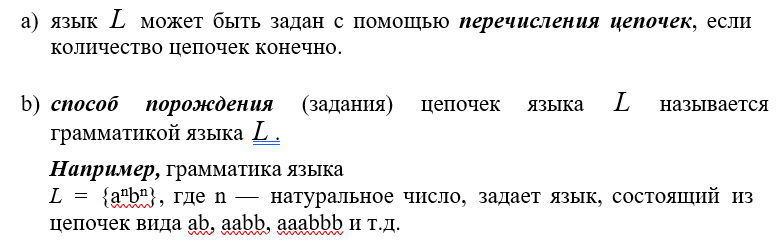 a) язык L может быть задан с помощью перечисления цепочек, если
количество цепочек конечно.
b) способ порождения (задания) цепочек языка L называется
грамматикой языка L .
Например, грамматика языка
L = {aⁿbⁿ}, где n — натуральное число, задает язык, состоящий из
цепочек вида ab, aabb, aaabbb и т.д.